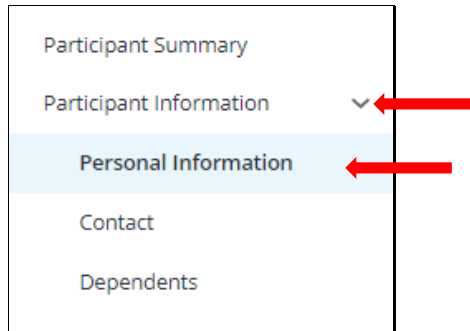 Participant Summary
Participant Information
Personal Information
Contact
Dependents